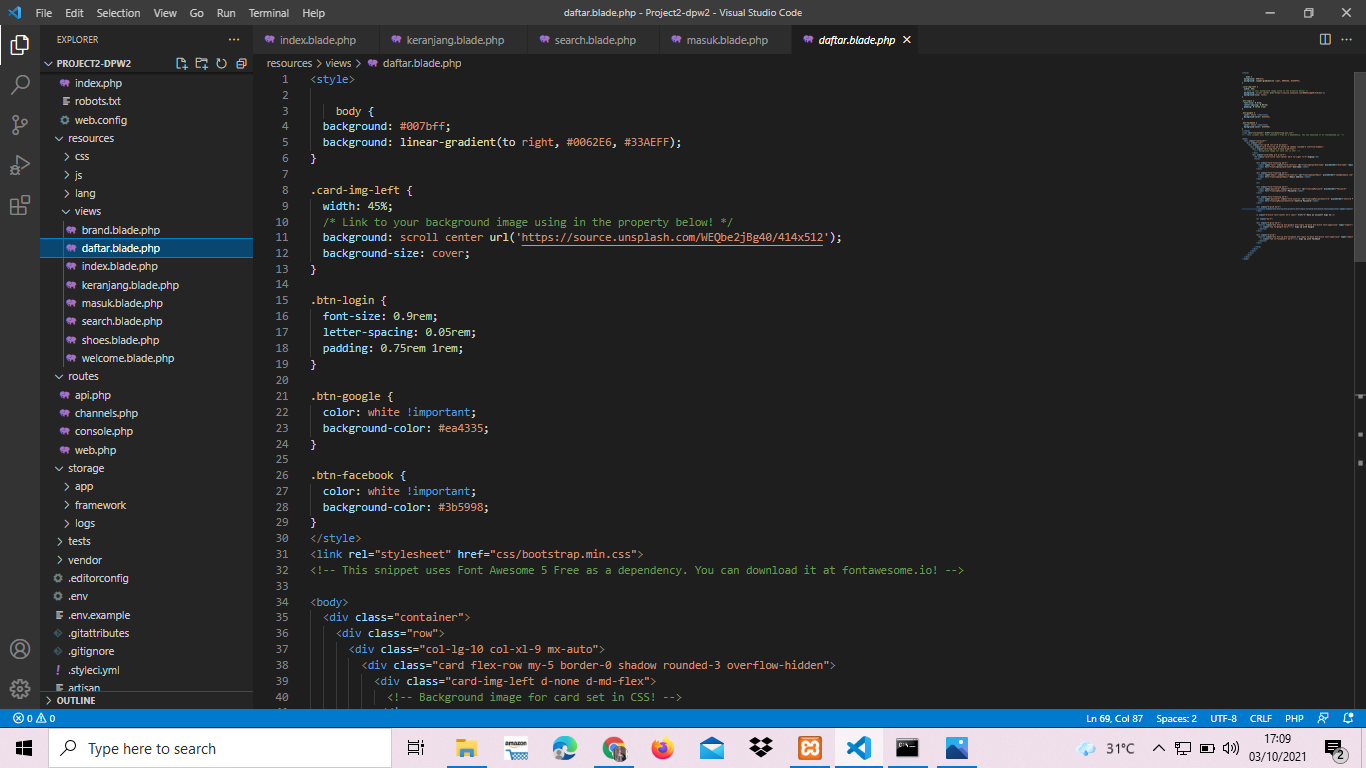 File Edit Selection View Go Run Terminal Help
daftar.blade.php - Project2-dpw2 - Visual Studio Code
EXPLORER
PROJECT2-DPW2
index.php
robots.txt
web.config
resources
css
js
lang
views
brand.blade.php
daftar.blade.php
index.blade.php
keranjang.blade.php
masuk.blade.php
search.blade.php
shoes.blade.php
welcome.blade.php
routes
api.php
channels.php
console.php
web.php
storage
app
framework
logs
tests
vendor
.editorconfig
.env
.env.example
.gitattributes
.gitignore
.styleci.yml
artisan
OUTLINE
index.blade.php keranjang.blade.php search.blade.php masuk.blade.php daftar.blade.php
resources > views > daftar.blade.php
1 <style>
2
3 body {
4 background: #007bff;
5 background: linear-gradient(to right, #0062E6, #33AEFF);
6 }
7
8 .card-img-left {
9 width: 45%;
10 /* Link to your background image using in the property below! */
11 background: scroll center url('https://source.unsplash.com/WEQbe2jBg40/414x512');
12 background-size: cover;
13 }
14
15 .btn-login {
16 font-size: 0.9rem;
17 letter-spacing: 0.05rem;
18 padding: 0.75rem 1rem;
19 }
20
21 .btn-google {
22 color: white !important;
23 background-color: #ea4335;
24 }
25
26 .btn-facebook {
27 color: white !important;
28 background-color: #3b5998;
29 }
30 </style>
31 <link rel="stylesheet" href="css/bootstrap.min.css">
32 <!-- This snippet uses Font Awesome 5 Free as a dependency. You can download it at fontawesome.io! -->
33
34 <body>
35 <div class="container">
36 <div class="row">
37 <div class="col-lg-10 col-xl-9 mx-auto">
38 <div class="card flex-row my-5 border-0 shadow rounded-3 overflow-hidden">
39 <div class="card-img-left d-none d-md-flex">
40 <!-- Background image for card set in CSS! -->
0 0
Ln 69, Col 87 Spaces: 2 UTF-8 CRLF PHP
Type here to search
amazon
31°C
17:09
03/10/2021
2